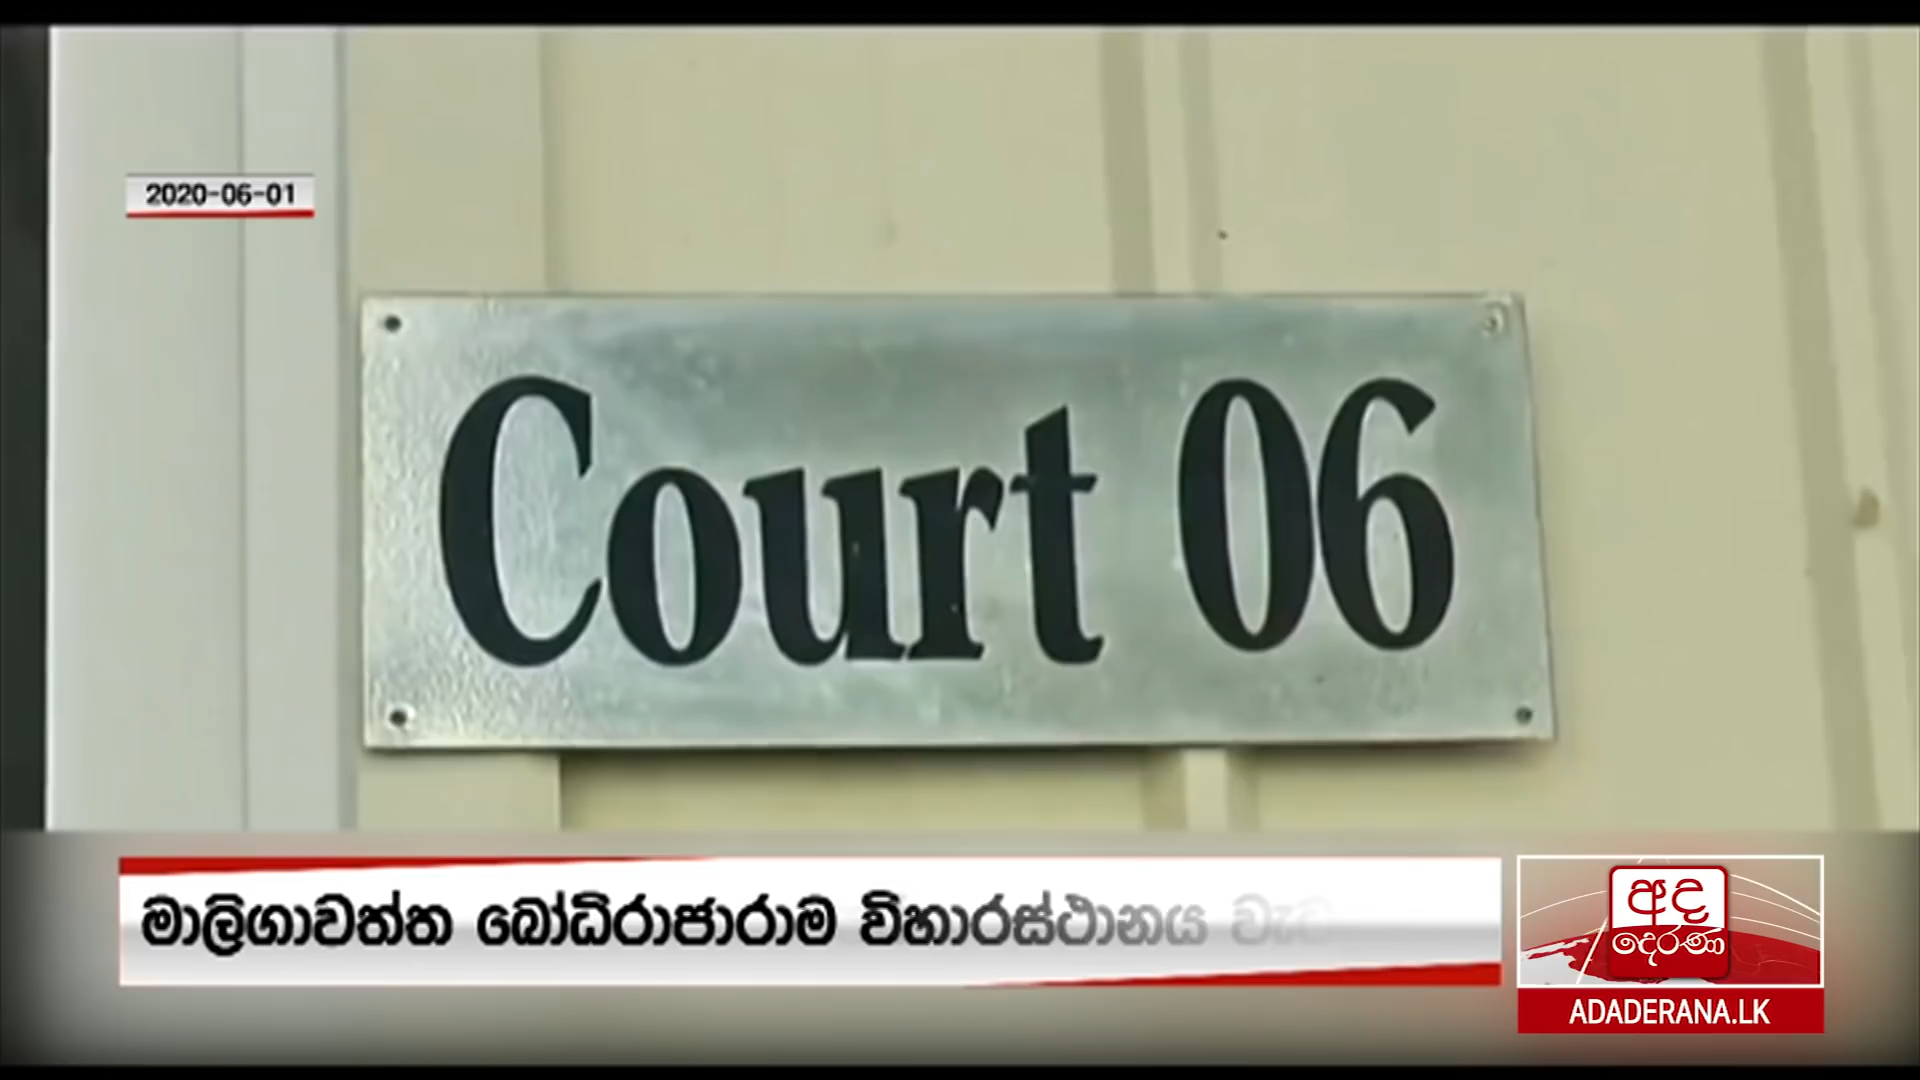 2020-06-01
Court 06
මාලිගාවත්ත බෝධිරාජාරාම විහාරස්ථානය
අද
දෙරණ
ADADERANA.LK